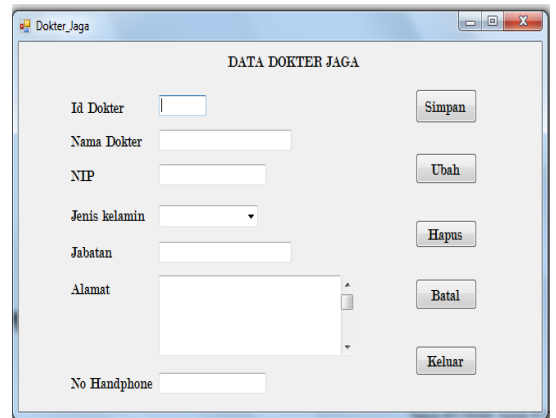 Dokter_Jaga
DATA DOKTER JAGA
Id Dokter
Simpan
Nama Dokter
NIP
Ubah
Jenis kelamin
Hapus
Jabatan
Alamat
Batal
Keluar
No Handphone